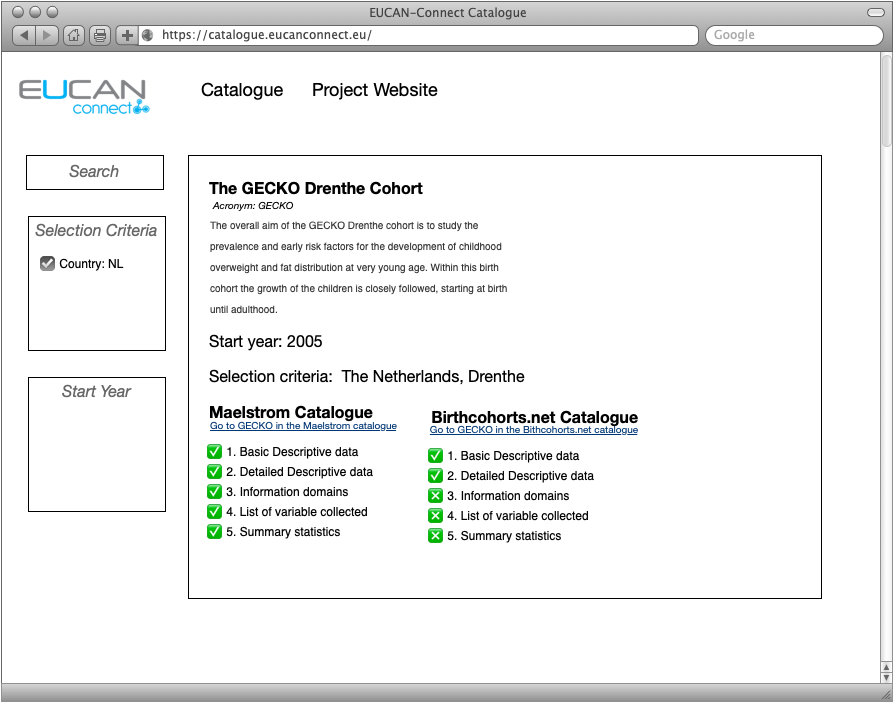 EUCAN-Connect Catalogue
https://catalogue.eucanconnect.eu/
Google
EUCAN
connect
Catalogue
Project Website
Search
Selection Criteria
Country: NL
Start Year
The GECKO Drenthe Cohort
Acronym: GECKO
The overall aim of the GECKO Drenthe cohort is to study the
prevalence and early risk factors for the development of childhood
overweight and fat distribution at very young age. Within this birth
cohort the growth of the children is closely followed, starting at birth
until adulthood.
Start year: 2005
Selection criteria: The Netherlands, Drenthe
Maelstrom Catalogue
Go to GECKO in the Maelstrom catalogue
1. Basic Descriptive data
2. Detailed Descriptive data
3. Information domains
4. List of variable collected
5. Summary statistics
Birthcohorts.net Catalogue
Go to GECKO in the Bithcohorts.net catalogue
1. Basic Descriptive data
2. Detailed Descriptive data
3. Information domains
4. List of variable collected
5. Summary statistics